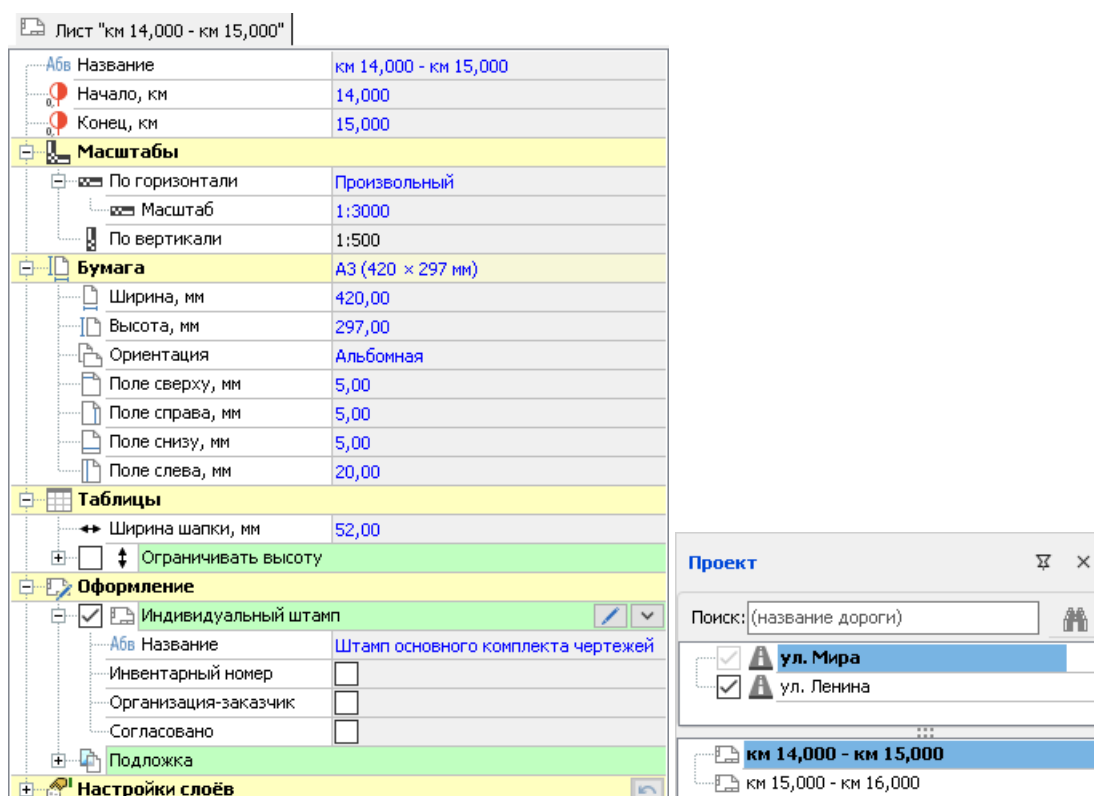 Лист "км 14,000 - км 15,000"
Абв Название км 14,000 - км 15,000
0, Начало, км 14,000
0, Конец, км 15,000
Масштабы
По горизонтали Произвольный
Масштаб 1:3000
По вертикали 1:500
Бумага А3 (420 × 297 мм)
Ширина, мм 420,00
Высота, мм 297,00
Ориентация Альбомная
Поле сверху, мм 5,00
Поле справа, мм 5,00
Поле снизу, мм 5,00
Поле слева, мм 20,00
Таблицы
Ширина шапки, мм 52,00
Ограничивать высоту
Оформление
Индивидуальный штамп
Абв Название Штамп основного комплекта чертежей
Инвентарный номер
Организация-заказчик
Согласовано
Подложка
Настройки слоёв
Проект
Поиск: (название дороги)
ул. Мира
ул. Ленина
км 14,000 - км 15,000
км 15,000 - км 16,000